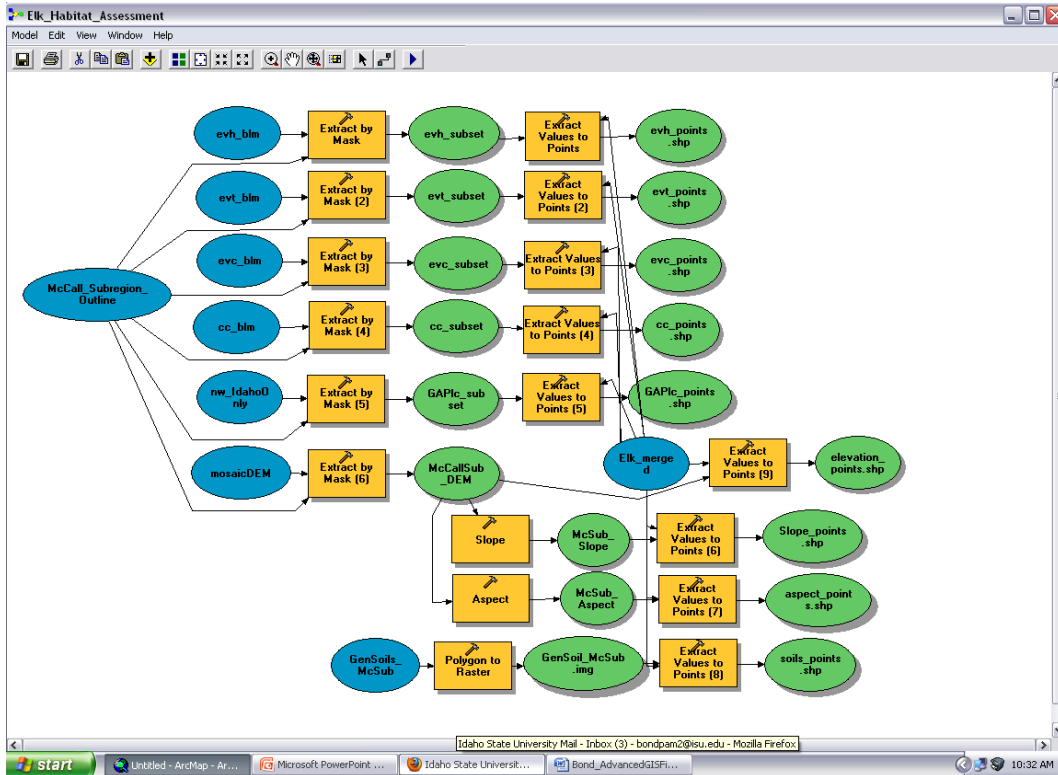 Elk_Habitat_Assessment
Model Edit View Window Help
evh_blm
Extract by
Mask
evh_subset
Extract
Values to
Points
evh_points
.shp
evt_blm
Extract by
Mask (2)
evt_subset
Extract
Values to
Points (2)
evt_points
.shp
evc_blm
Extract by
Mask (3)
evc_subset
Extract Values
to Points (3)
evc_points
.shp
McCall_Subregion_
Outline
cc_blm
Extract by
Mask (4)
cc_subset
Extract Values
to Points (4)
cc_points
.shp
nw_IdahoO
nly
Extract by
Mask (5)
GAPlc_sub
set
Extract
Values to
Points (5)
GAPlc_points
.shp
mosaicDEM
Extract by
Mask (6)
McCallSub
_DEM
Elk_merge
d
Extract
Values to
Points (9)
elevation_
points.shp
Slope
McSub_
Slope
Extract
Values to
Points (6)
Slope_points
.shp
Aspect
McSub_
Aspect
Extract
Values to
Points (7)
aspect_point
s.shp
GenSoils_
McSub
Polygon to
Raster
GenSoil_McSub
.img
Extract
Values to
Points (8)
soils_points
.shp
Idaho State University Mail - Inbox (3) - bondpam2@isu.edu - Mozilla Firefox
start
Untitled - ArcMap - Ar...
Microsoft PowerPoint ...
Idaho State Universit...
Bond_AdvancedGISFi...
10:32 AM